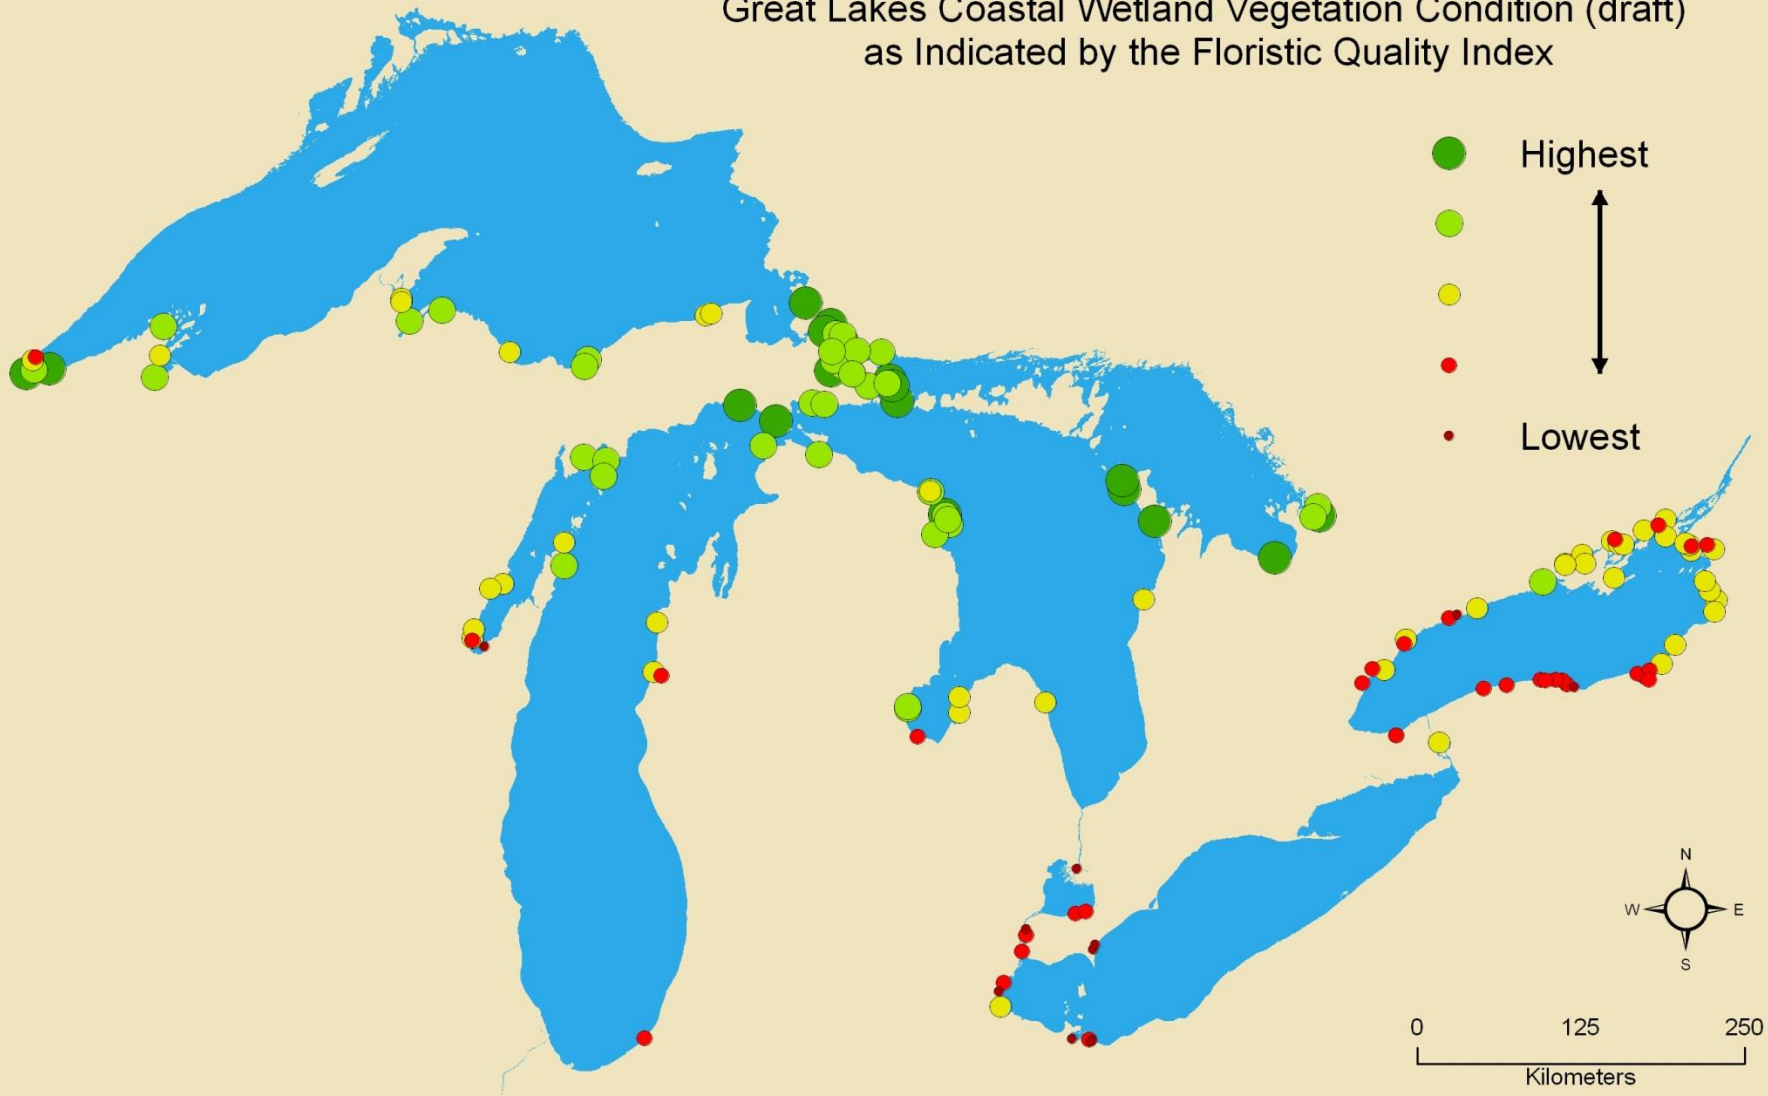 Great Lakes Coastal Wetland Vegetation Condition (draft)
as Indicated by the Floristic Quality Index
Highest
Lowest
N
W E
S
0 125 250
Kilometers